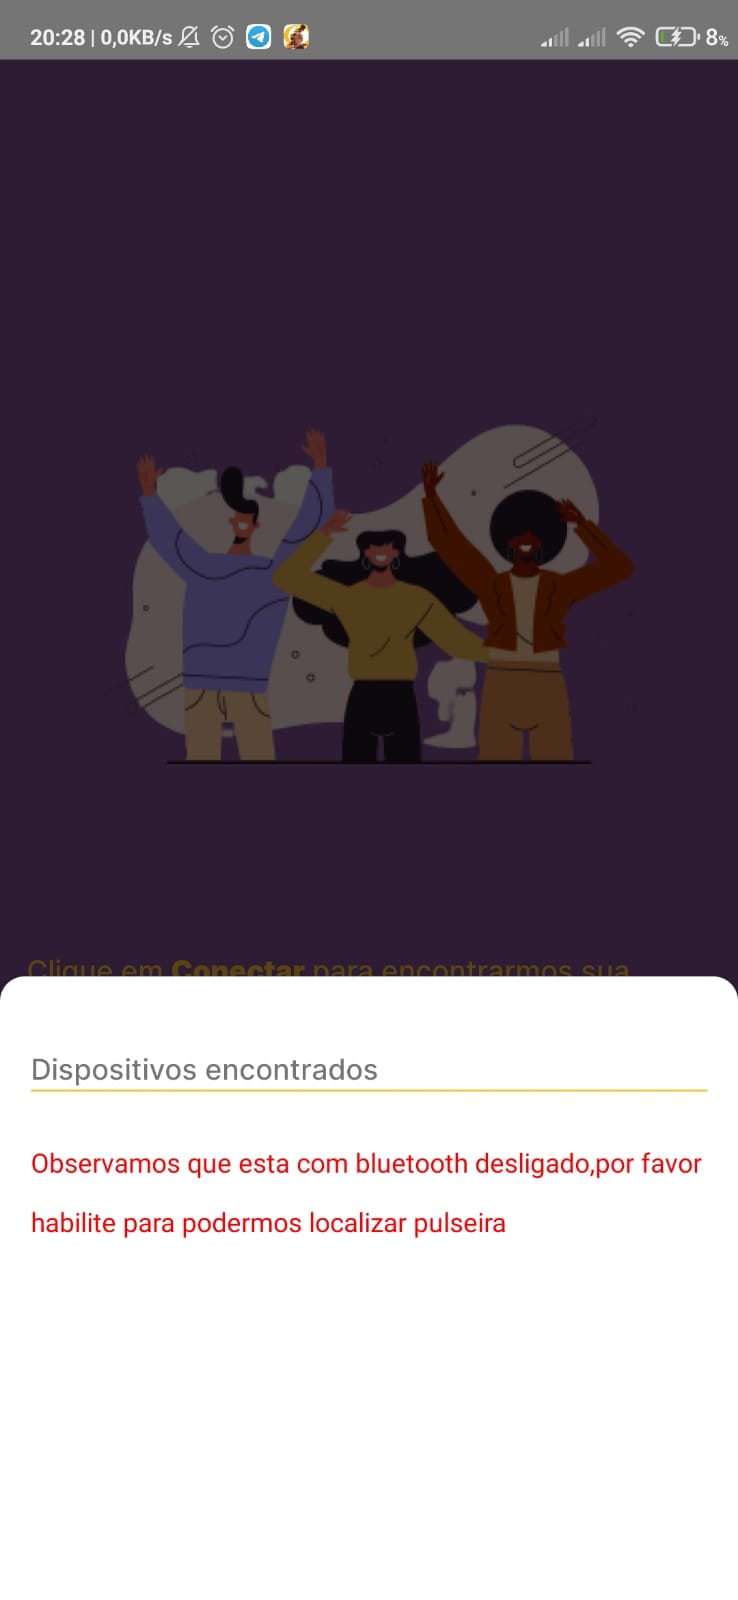 20:28 | 0,0KB/s 8%
Clique em Conectar para encontrarmos sua
Dispositivos encontrados
Observamos que esta com bluetooth desligado,por favor
habilite para podermos localizar pulseira